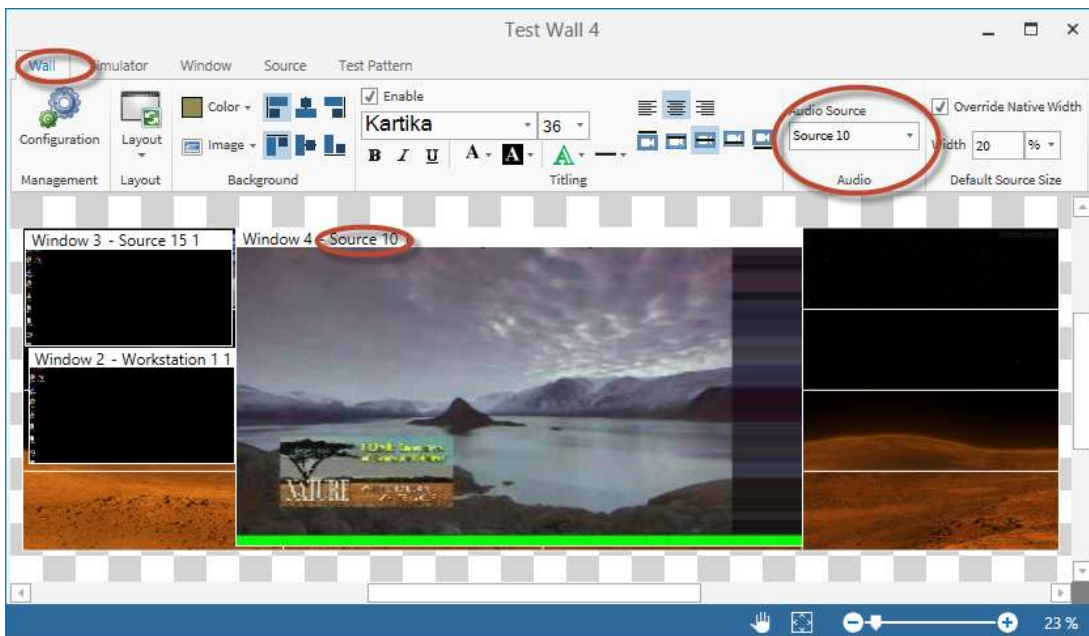 Test Wall 4
Wall Simulator Window Source Test Pattern
Configuration
Management
Layout
Layout
Color
Image
Background
Enable
Kartika 36
B I U A A A
Titling
Audio Source
Source 10
Audio
Override Native Width
Width 20 %
Default Source Size
Window 3 - Source 15 1
Window 4 - Source 10
Window 2 - Workstation 1 1
NATURE
23 %